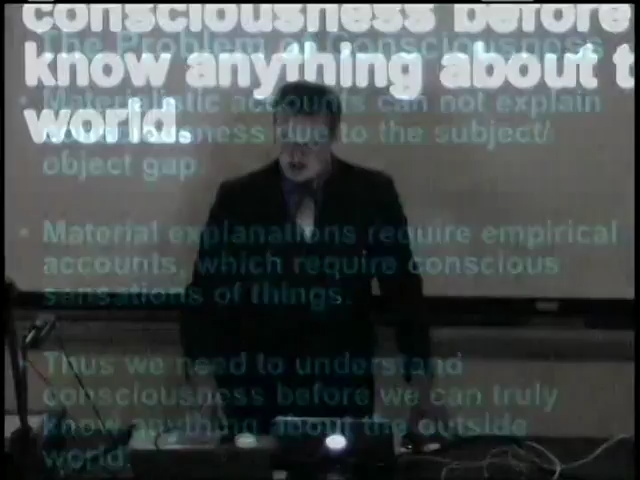 consciousness before
know anything about t
world.
The Problem of Consciousness
• Materialistic accounts can not explain
consciousness due to the subject/
object gap.
• Material explanations require empirical
accounts, which require conscious
sensations of things.
Thus we need to understand
consciousness before we can truly
know anything about the outside
world.